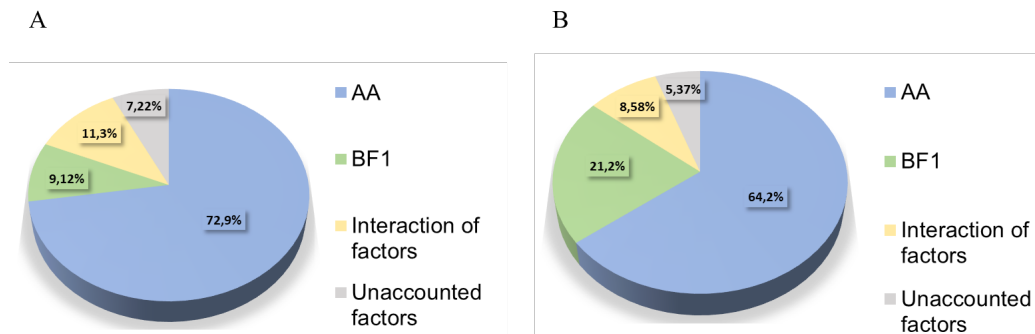 A
7,22%
11,3%
9,12%
72,9%
AA
BF1
Interaction of
factors
Unaccounted
factors
B
5,37%
8,58%
21,2%
64,2%
AA
BF1
Interaction of
factors
Unaccounted
factors